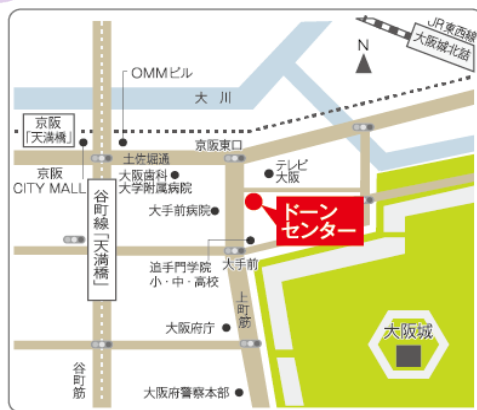 JR東西線
大阪城北詰
N
OMMビル
大川
京阪
「天満橋」
京阪東口
土佐堀通
京阪
CITY MALL
大阪歯科
大学附属病院
テレビ
大阪
谷町線「天満橋」
大手前病院
ドーン
センター
追手門学院
小・中・高校
大手前
上町筋
大阪府庁
大阪城
谷町筋
大阪府警察本部